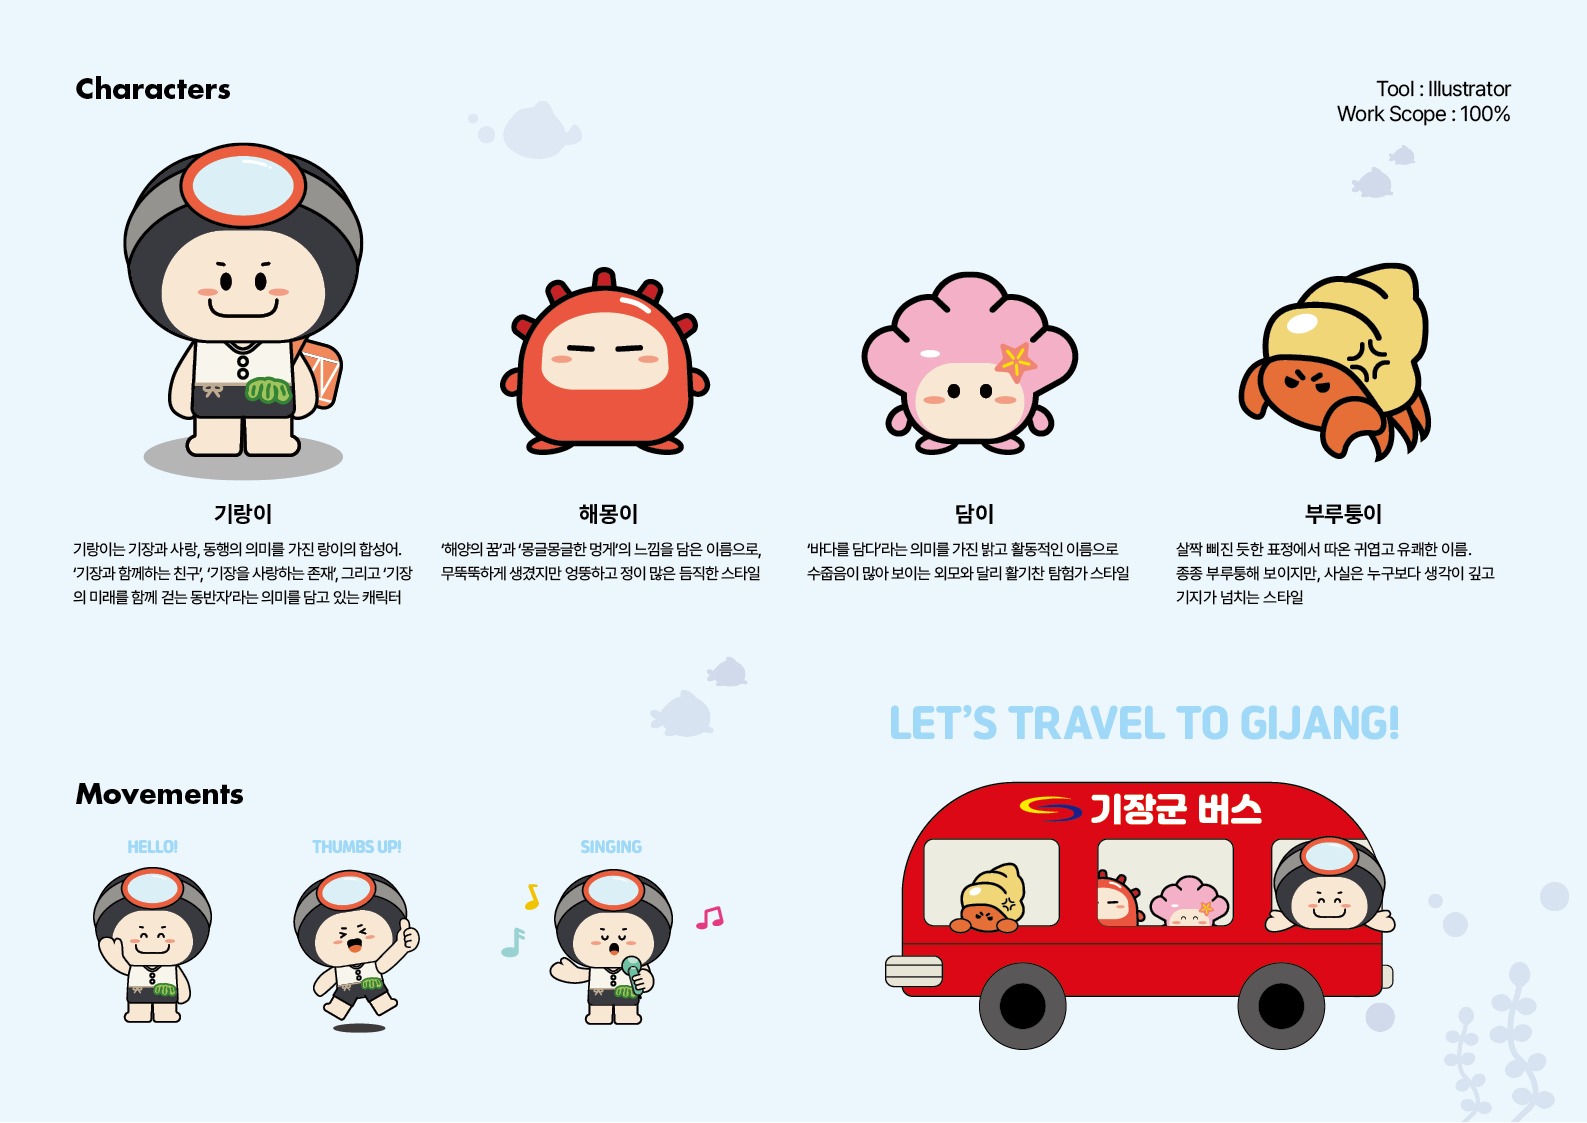 Characters
Tool : Illustrator
Work Scope : 100%
기랑이
기랑이는 기장과 사랑, 동행의 의미를 가진 랑이의 합성어.
‘기장과 함께하는 친구’, ‘기장을 사랑하는 존재’, 그리고 ‘기장
의 미래를 함께 걷는 동반자’라는 의미를 담고 있는 캐릭터
해몽이
‘해양의 꿈’과 ‘몽글몽글한 멍게’의 느낌을 담은 이름으로,
무뚝뚝하게 생겼지만 엉뚱하고 정이 많은 듬직한 스타일
담이
‘바다를 담다’라는 의미를 가진 밝고 활동적인 이름으로
수줍음이 많아 보이는 외모와 달리 활기찬 탐험가 스타일
부루퉁이
살짝 삐진 듯한 표정에서 따온 귀엽고 유쾌한 이름.
종종 부루퉁해 보이지만, 사실은 누구보다 생각이 깊고
기지가 넘치는 스타일
Movements
HELLO!
THUMBS UP!
SINGING
LET’S TRAVEL TO GIJANG!
기장군 버스